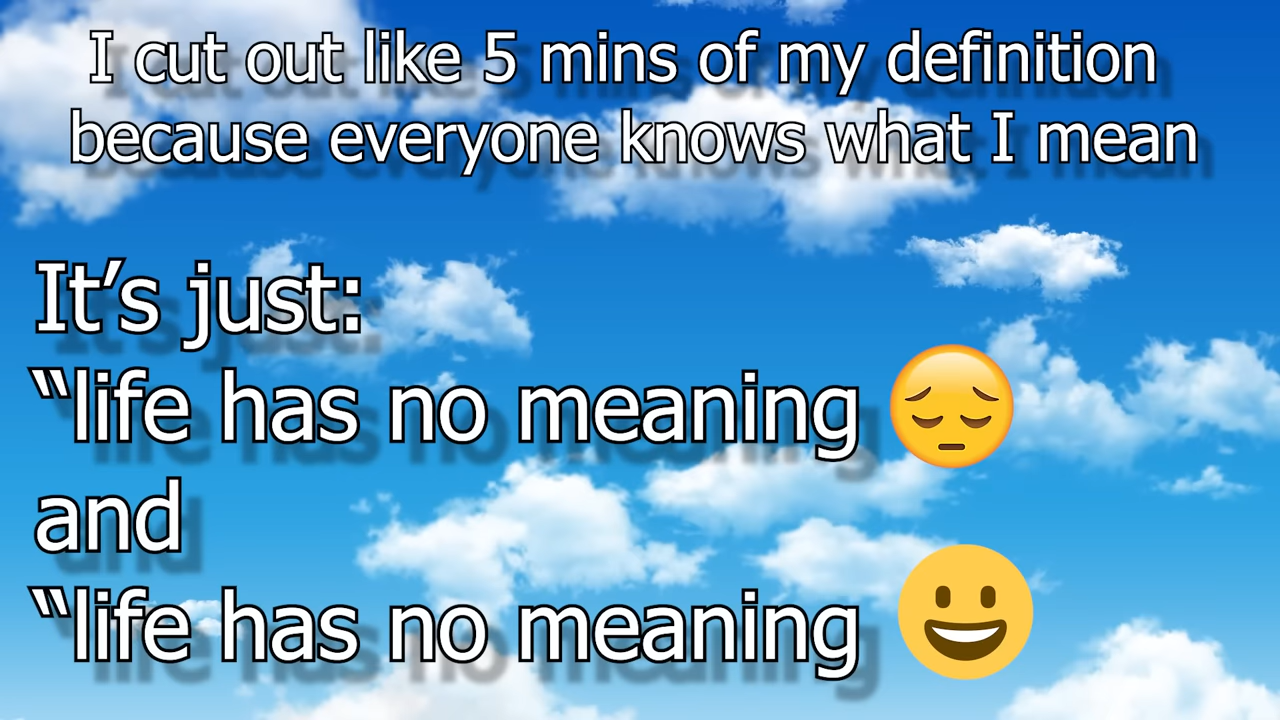 I cut out like 5 mins of my definition
because everyone knows what I mean
It’s just:
“life has no meaning 😔
and
“life has no meaning 😀